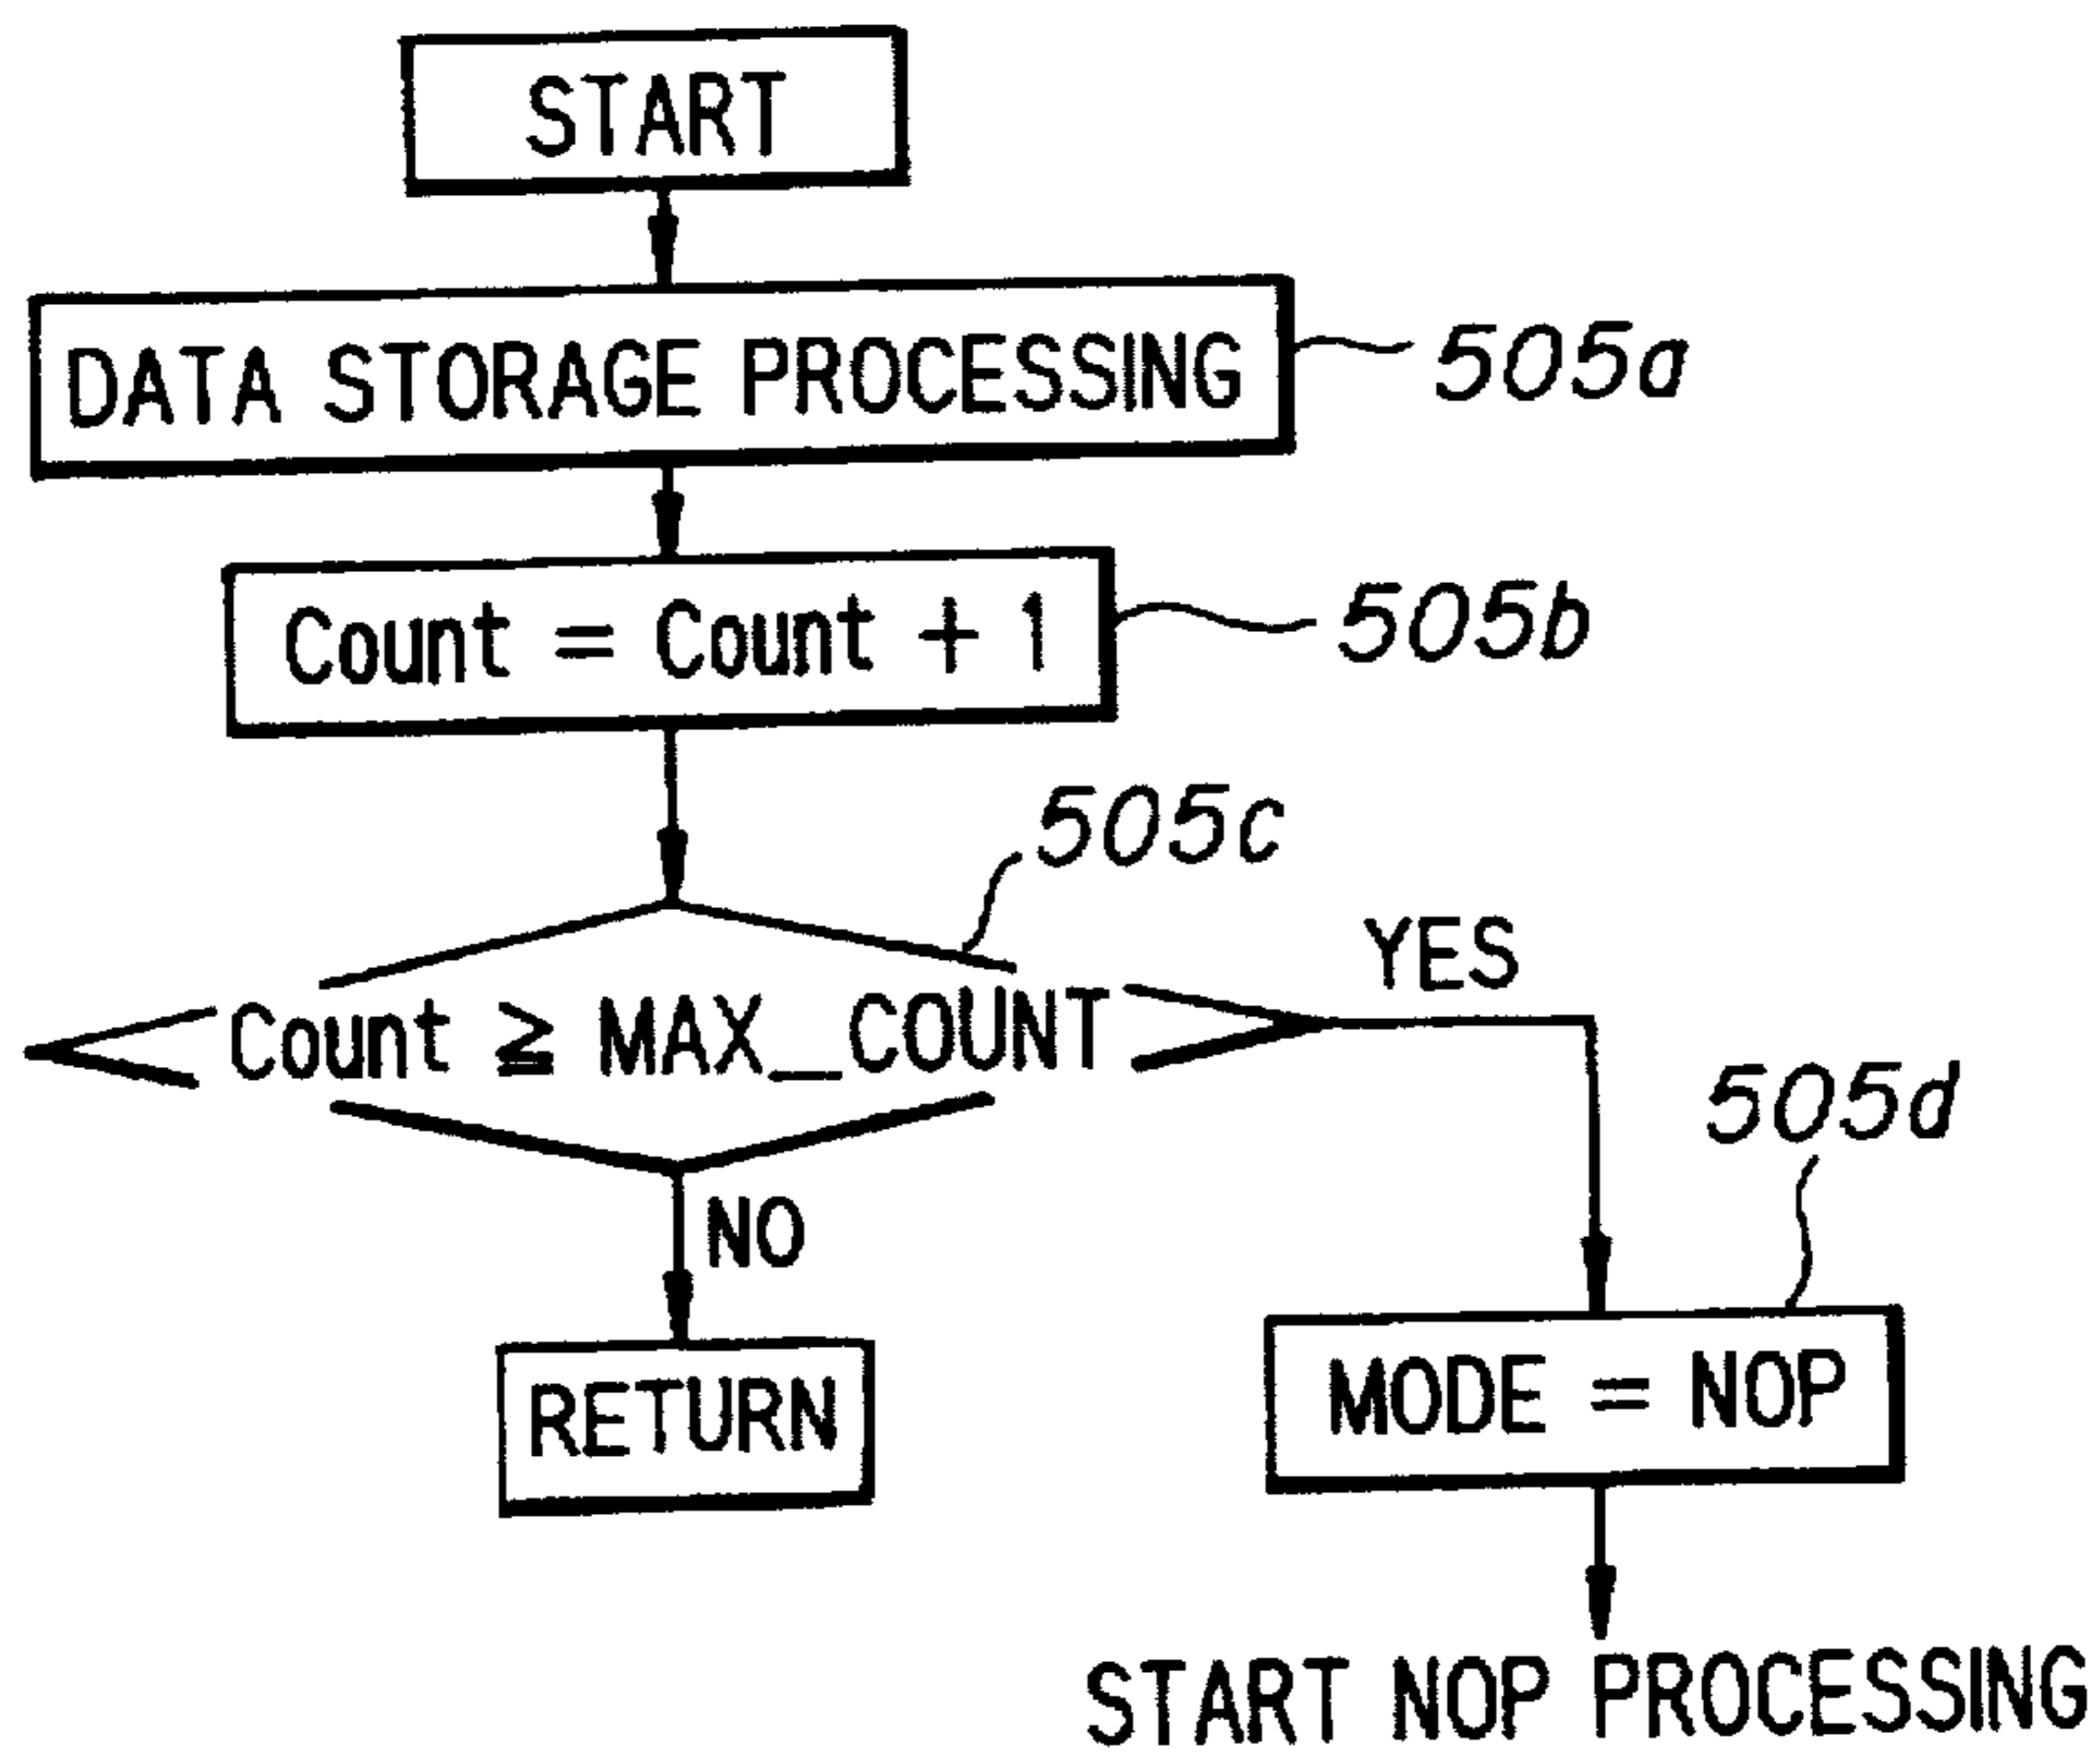 START
DATA STORAGE PROCESSING
505a
Count = Count + 1
505b
505c
Count ≧ MAX_COUNT
YES
NO
505d
RETURN
MODE = NOP
START NOP PROCESSING